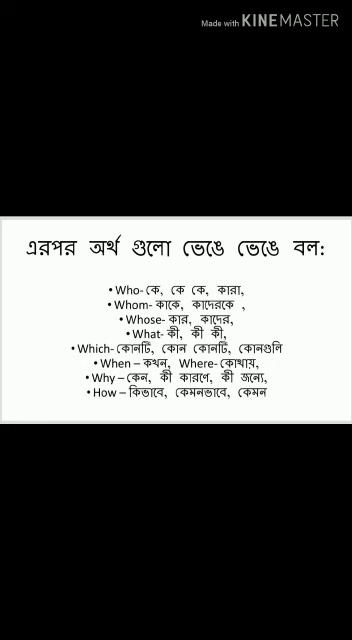 Made with KINEMASTER
এরপর অর্থ গুলো ভেঙে ভেঙে বল:
• Who- কে, কে কে, কারা,
• Whom- কাকে, কাদেরকে ,
• Whose- কার, কাদের,
• What- কী, কী কী,
• Which- কোনটি, কোন কোনটি, কোনগুলি
• When – কখন, Where- কোথায়,
• Why – কেন, কী কারণে, কী জন্যে,
• How – কিভাবে, কেমনভাবে, কেমন